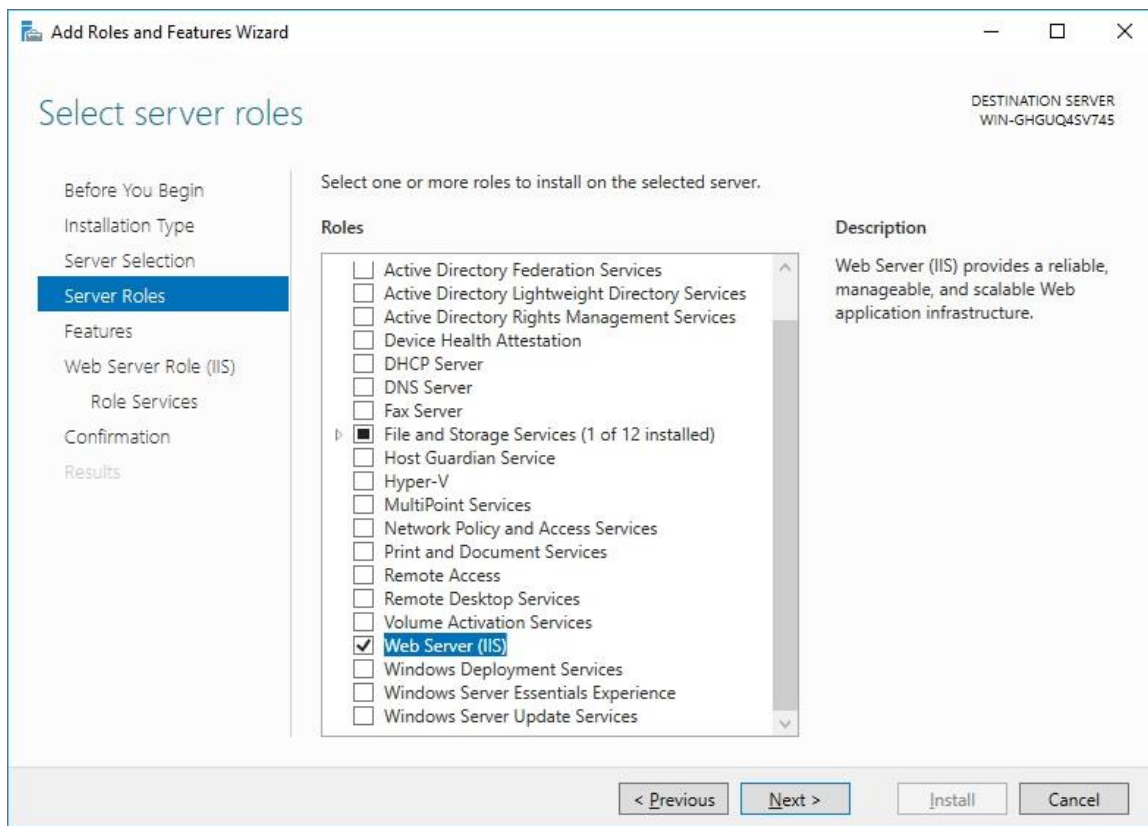 Add Roles and Features Wizard
Select server roles
DESTINATION SERVER
WIN-GHGUQ4SV745
Before You Begin
Installation Type
Server Selection
Server Roles
Features
Web Server Role (IIS)
Role Services
Confirmation
Results
Select one or more roles to install on the selected server.
Roles
Active Directory Federation Services
Active Directory Lightweight Directory Services
Active Directory Rights Management Services
Device Health Attestation
DHCP Server
DNS Server
Fax Server
File and Storage Services (1 of 12 installed)
Host Guardian Service
Hyper-V
MultiPoint Services
Network Policy and Access Services
Print and Document Services
Remote Access
Remote Desktop Services
Volume Activation Services
Web Server (IIS)
Windows Deployment Services
Windows Server Essentials Experience
Windows Server Update Services
Description
Web Server (IIS) provides a reliable,
manageable, and scalable Web
application infrastructure.
< Previous
Next >
Install
Cancel